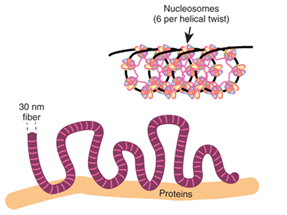 Nucleosomes
(6 per helical twist)
30 nm
fiber
Proteins